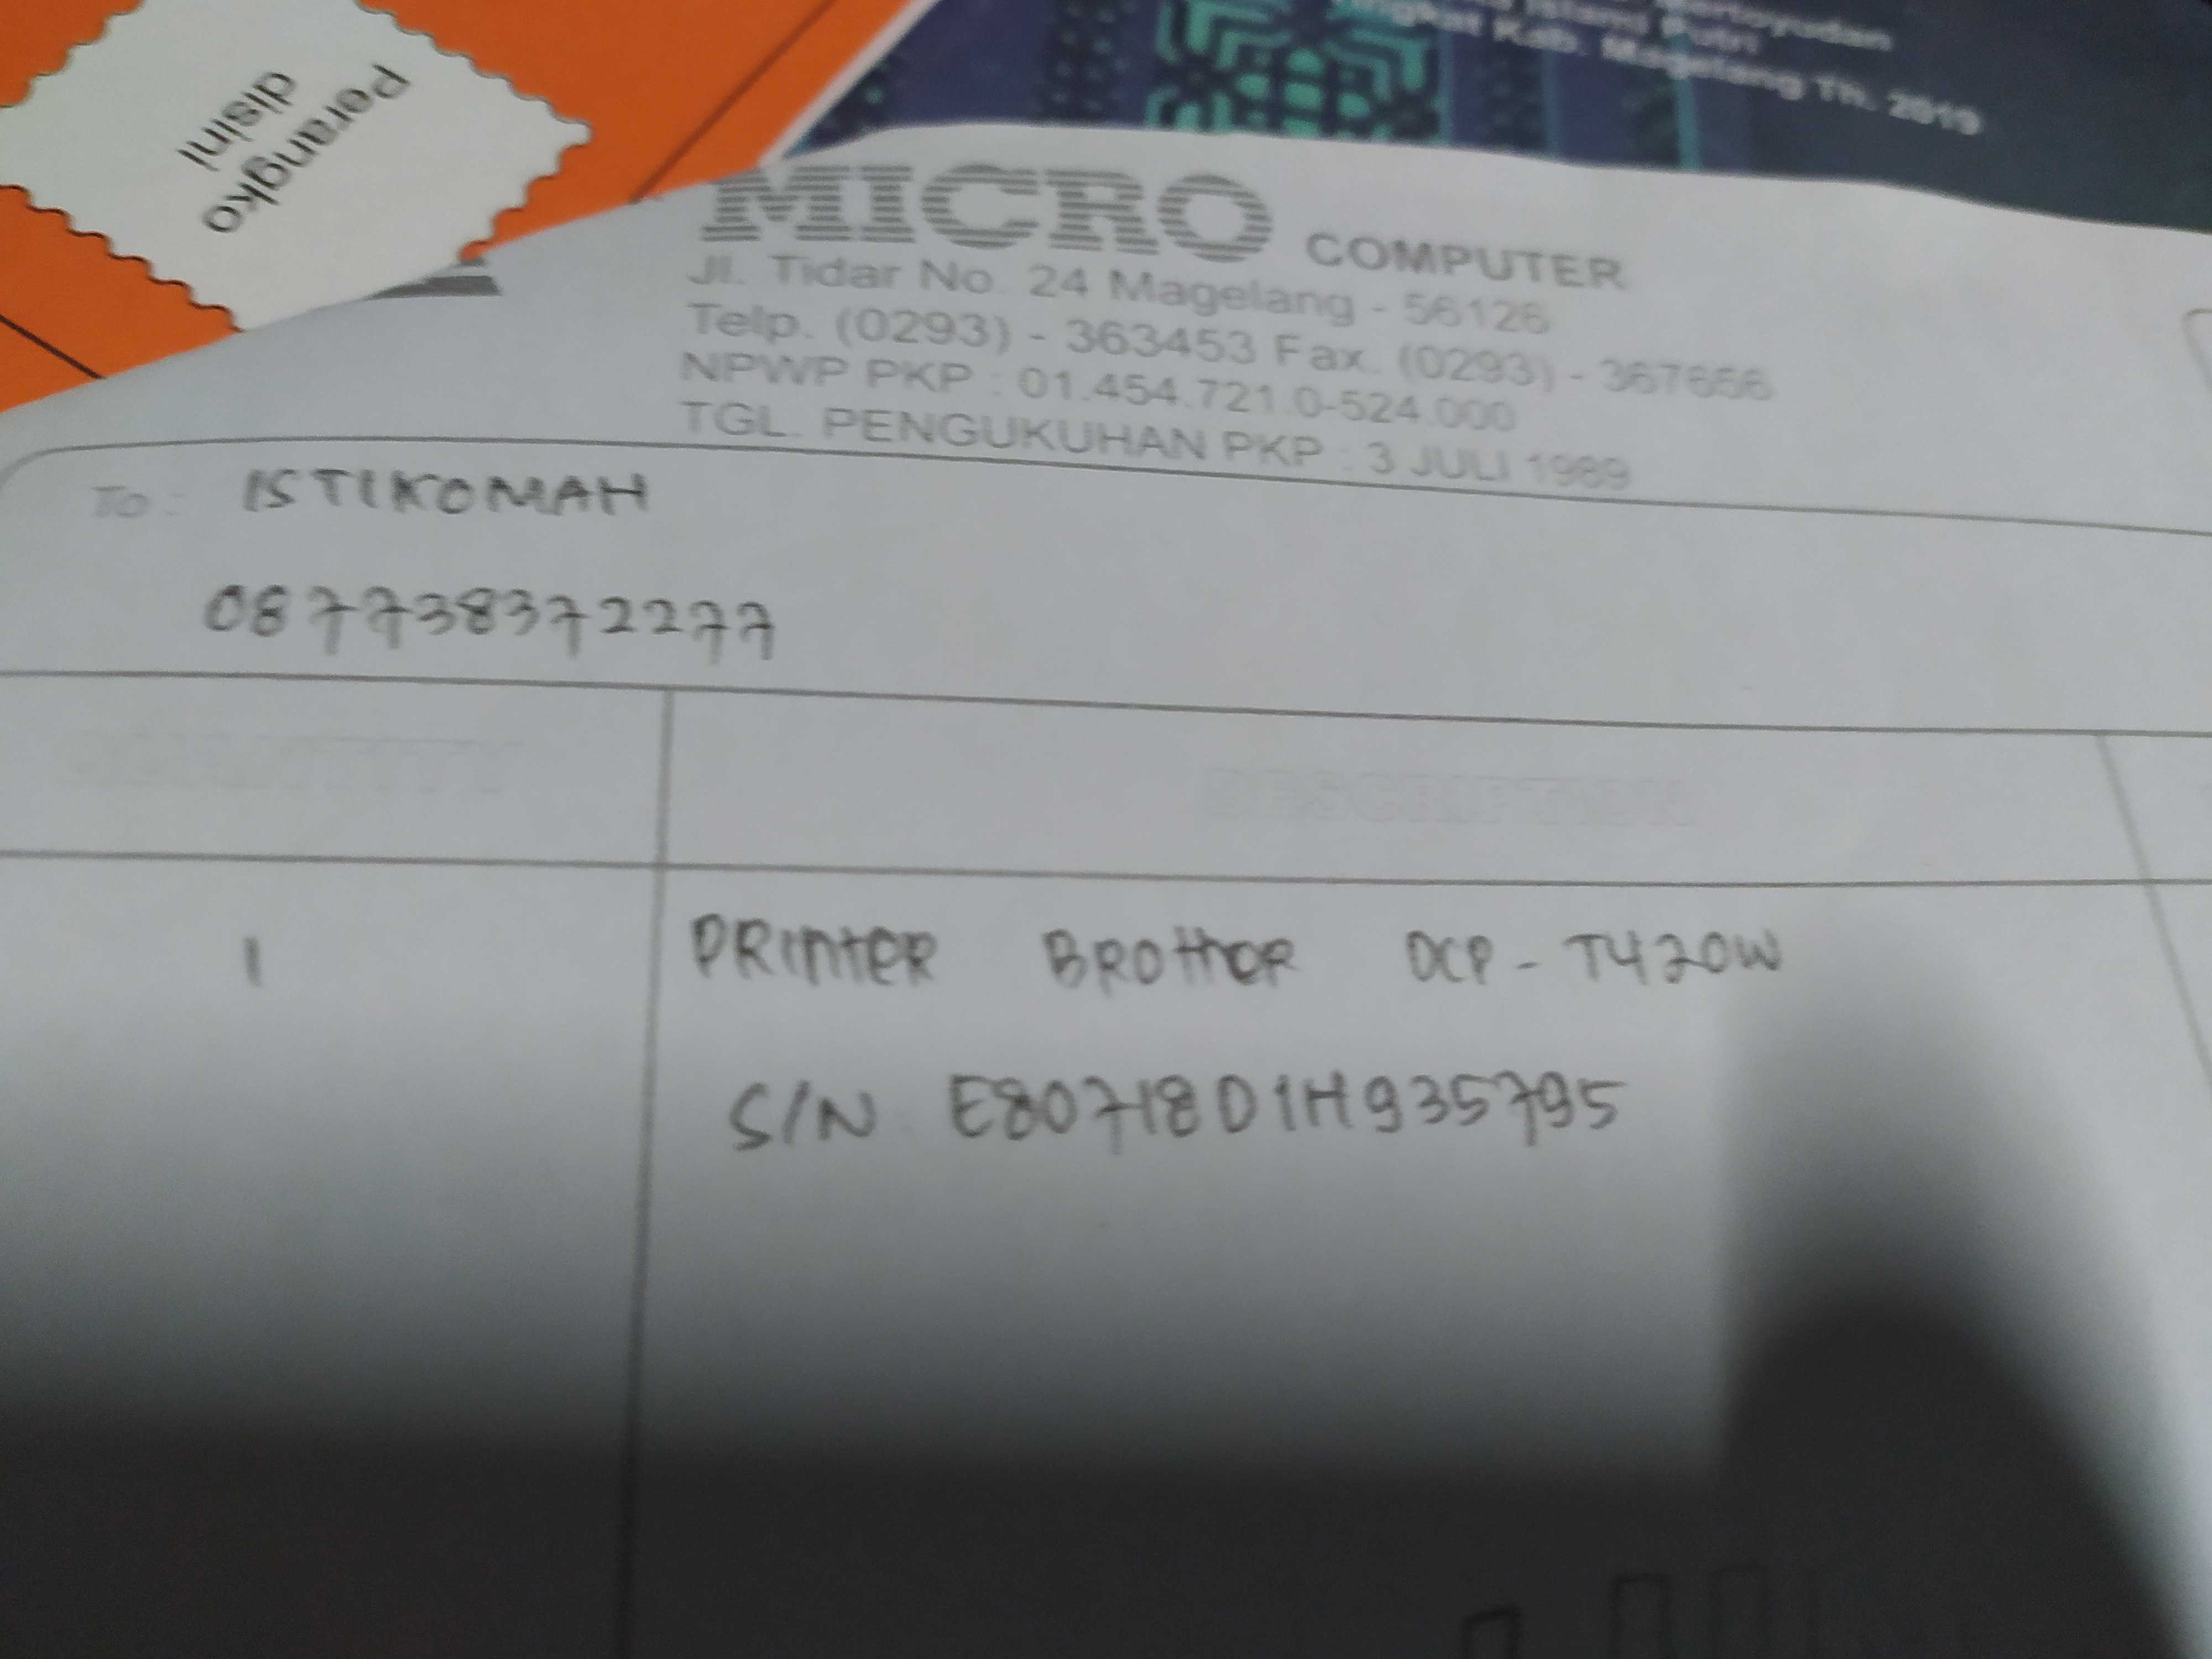 Perangko
disini
Kab. Magelang Th. 2019
MICRO COMPUTER
Jl. Tidar No. 24 Magelang - 56126
Telp. (0293) - 363453 Fax. (0293) - 367656
NPWP PKP : 01.454.721.0-524.000
TGL. PENGUKUHAN PKP : 3 JULI 1989
To : ISTIKOMAH
087738372277
QUANTITY DESCRIPTION
1 PRINTER BROTHER DCP - T420W
S/N E80718D1H935795